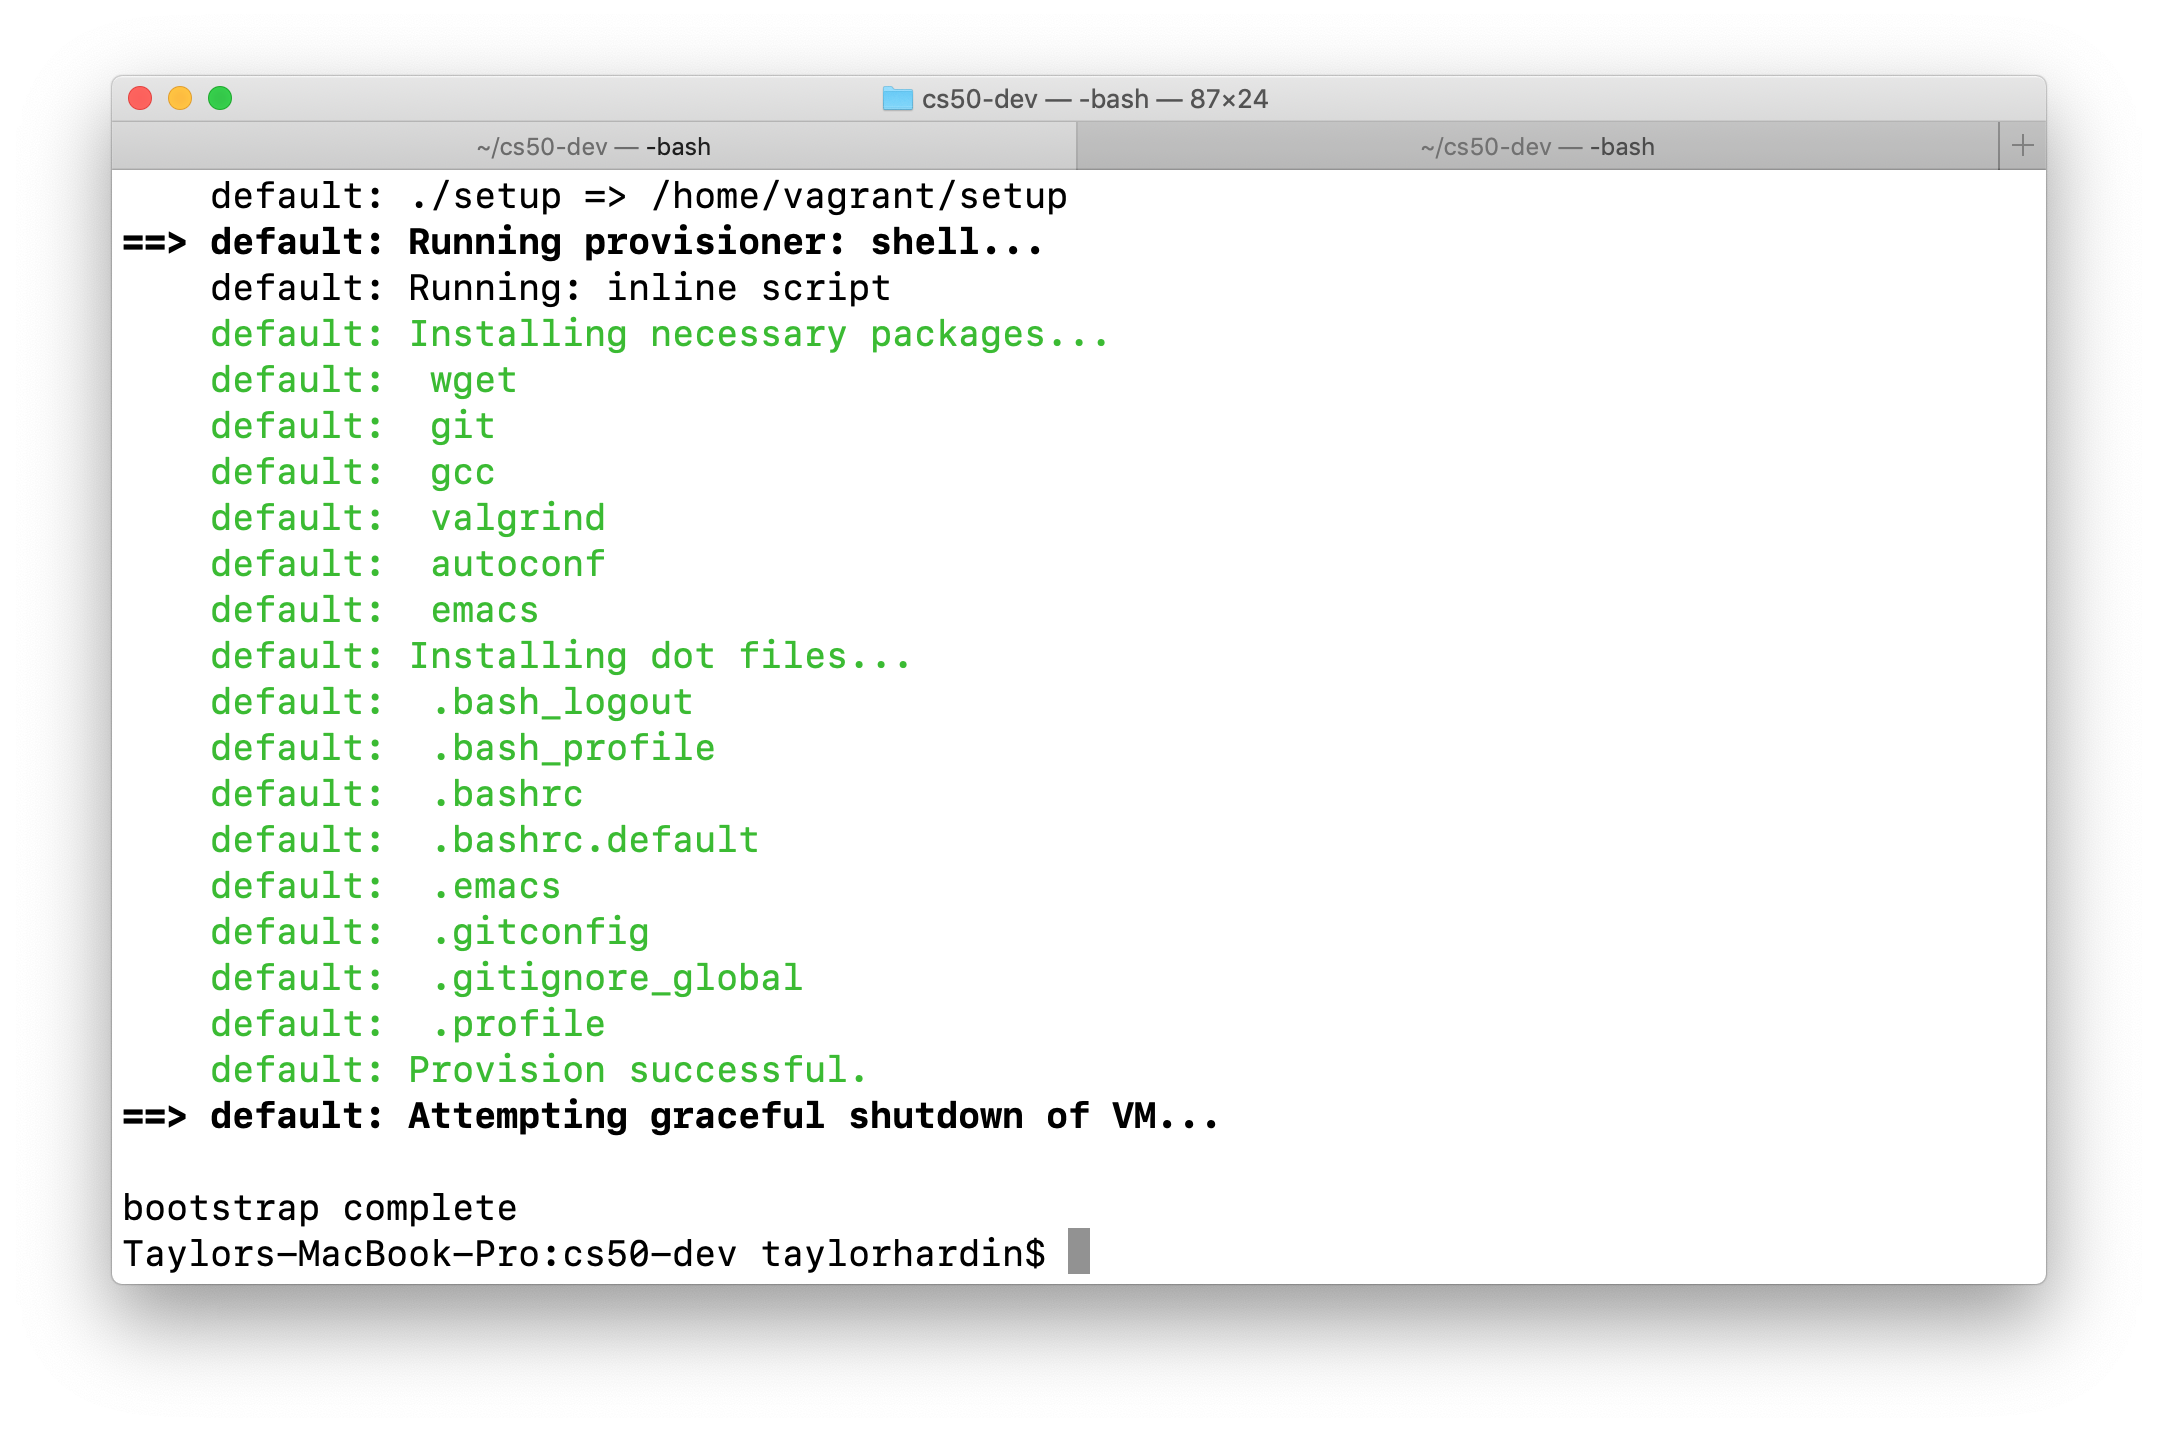 cs50-dev — -bash — 87×24
~/cs50-dev — -bash
~/cs50-dev — -bash
default: ./setup => /home/vagrant/setup
==> default: Running provisioner: shell...
default: Running: inline script
default: Installing necessary packages...
default:  wget
default:  git
default:  gcc
default:  valgrind
default:  autoconf
default:  emacs
default: Installing dot files...
default:  .bash_logout
default:  .bash_profile
default:  .bashrc
default:  .bashrc.default
default:  .emacs
default:  .gitconfig
default:  .gitignore_global
default:  .profile
default: Provision successful.
==> default: Attempting graceful shutdown of VM...
bootstrap complete
Taylors-MacBook-Pro:cs50-dev taylorhardin$